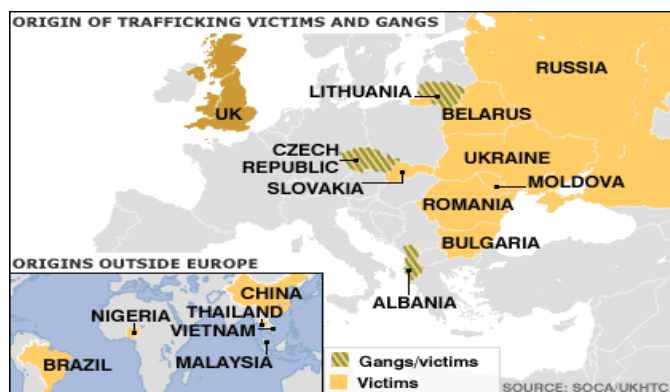 ORIGIN OF TRAFFICKING VICTIMS AND GANGS
RUSSIA
LITHUANIA
BELARUS
UK
CZECH
REPUBLIC
UKRAINE
SLOVAKIA
MOLDOVA
ROMANIA
BULGARIA
ALBANIA
ORIGINS OUTSIDE EUROPE
CHINA
NIGERIA
THAILAND
VIETNAM
MALAYSIA
BRAZIL
Gangs/victims
Victims
SOURCE: SOCA/UKHTC